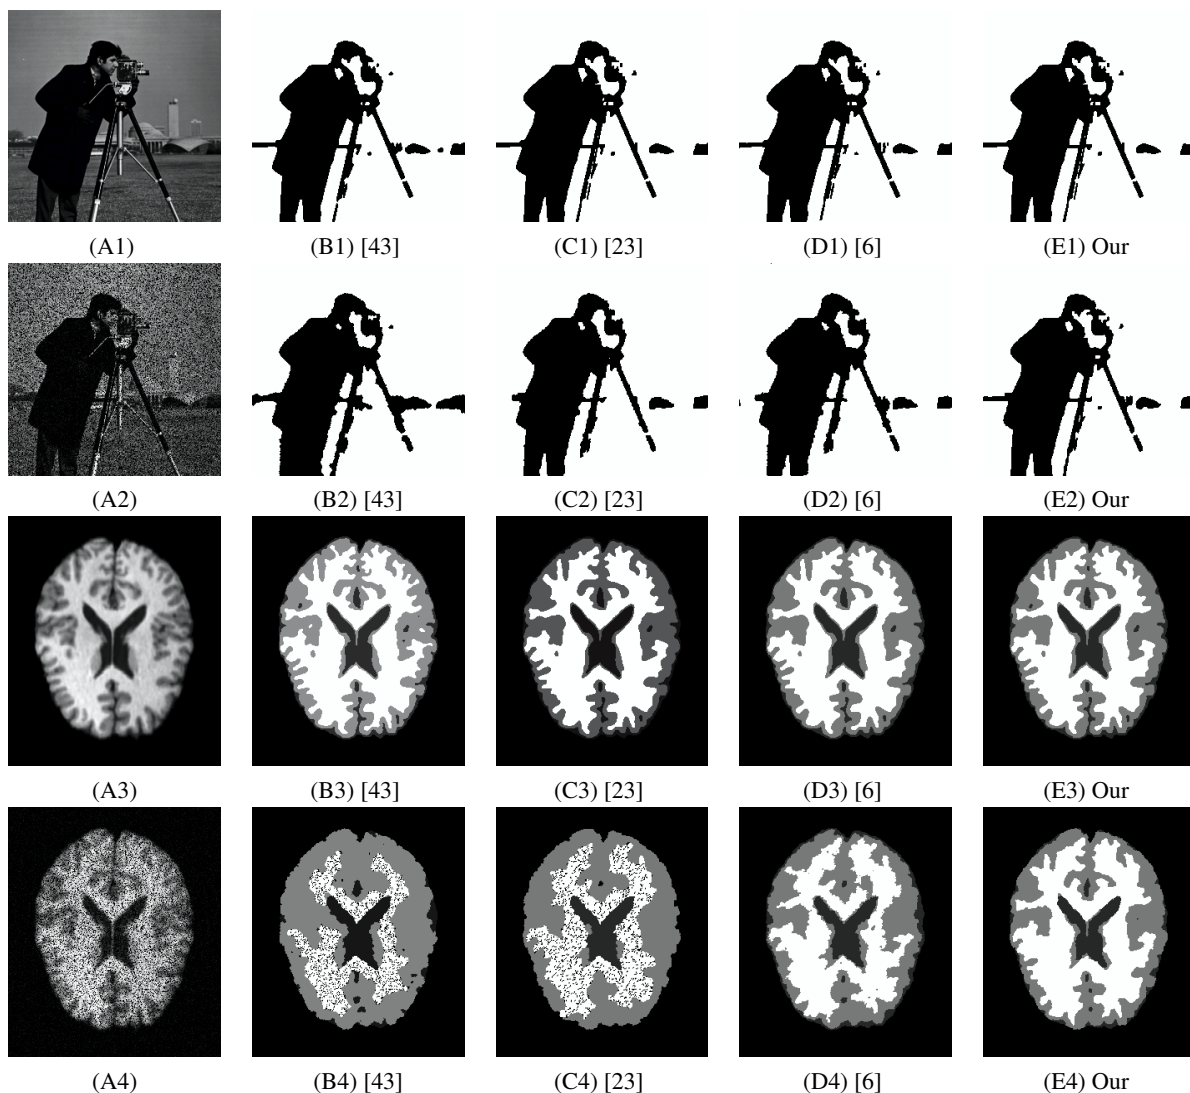 (A1) (B1) [43] (C1) [23] (D1) [6] (E1) Our
(A2) (B2) [43] (C2) [23] (D2) [6] (E2) Our
(A3) (B3) [43] (C3) [23] (D3) [6] (E3) Our
(A4) (B4) [43] (C4) [23] (D4) [6] (E4) Our